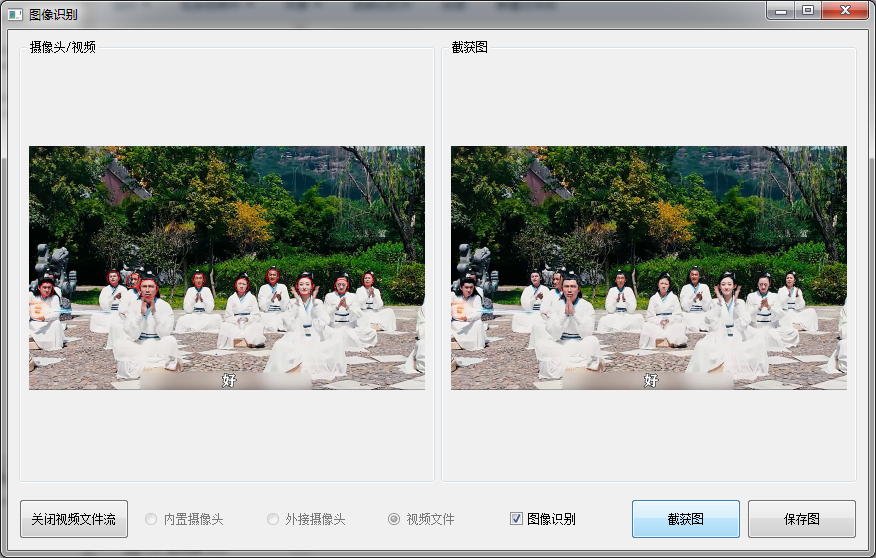 图像识别
摄像头/视频
截获图
好
好
关闭视频文件流
内置摄像头
外接摄像头
视频文件
图像识别
截获图
保存图